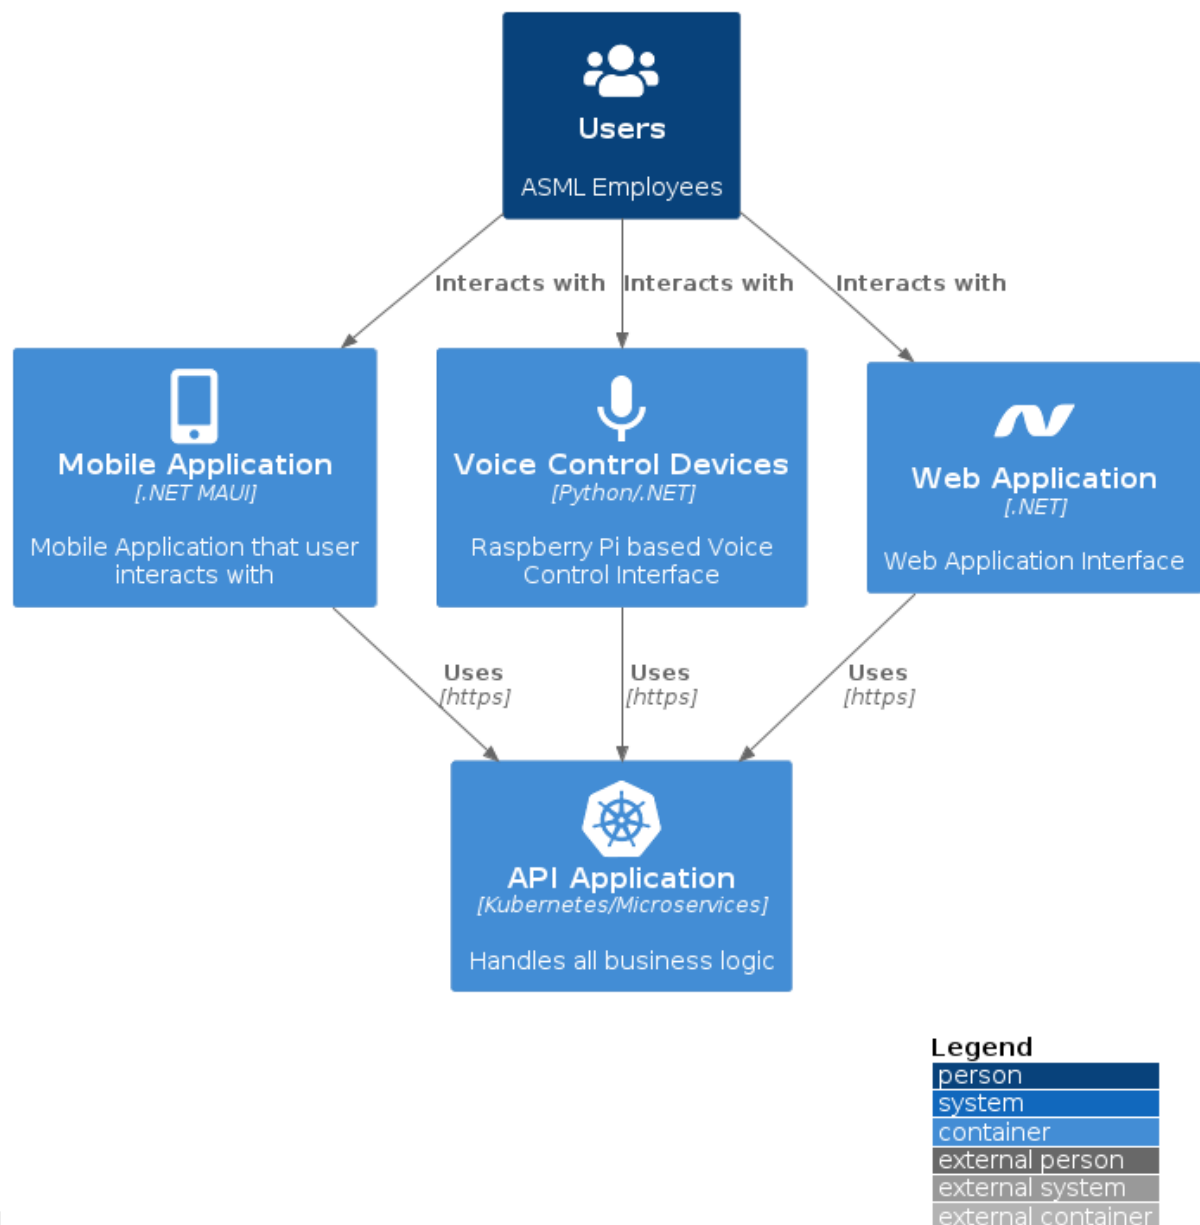 Users
ASML Employees
Interacts with
Interacts with
Interacts with
Mobile Application
[.NET MAUI]
Mobile Application that user
interacts with
Voice Control Devices
[Python/.NET]
Raspberry Pi based Voice
Control Interface
Web Application
[.NET]
Web Application Interface
Uses
[https]
Uses
[https]
Uses
[https]
API Application
[Kubernetes/Microservices]
Handles all business logic
Legend
person
system
container
external person
external system
external container